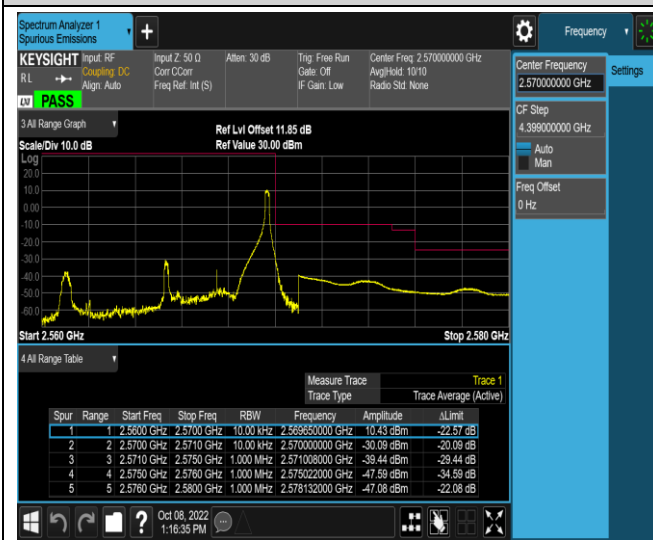 Spectrum Analyzer 1
Spurious Emissions
Frequency
KEYSIGHT
RL
LXI
PASS
Input: RF
Coupling: DC
Align: Auto
Input Z: 50 Ω
Corr CCorr
Freq Ref: Int (S)
Atten: 30 dB
Trig: Free Run
Gate: Off
IF Gain: Low
Center Freq: 2.570000000 GHz
Avg|Hold: 10/10
Radio Std: None
Center Frequency
2.570000000 GHz
Settings
CF Step
4.399000000 GHz
Auto
Man
Freq Offset
0 Hz
3 All Range Graph
Ref Lvl Offset 11.85 dB
Scale/Div 10.0 dB
Ref Value 30.00 dBm
Log
20.0
10.0
0.00
-10.0
-20.0
-30.0
-40.0
-50.0
-60.0
Start 2.560 GHz
Stop 2.580 GHz
4 All Range Table
Measure Trace Trace 1
Trace Type Trace Average (Active)
Spur Range Start Freq Stop Freq RBW Frequency Amplitude ΔLimit
1 1 2.5600 GHz 2.5700 GHz 10.00 kHz 2.569650000 GHz 10.43 dBm -22.57 dB
2 2 2.5700 GHz 2.5710 GHz 10.00 kHz 2.570000000 GHz -30.09 dBm -20.09 dB
3 3 2.5710 GHz 2.5750 GHz 1.000 MHz 2.571008000 GHz -39.44 dBm -29.44 dB
4 4 2.5750 GHz 2.5760 GHz 1.000 MHz 2.575022000 GHz -47.59 dBm -34.59 dB
5 5 2.5760 GHz 2.5800 GHz 1.000 MHz 2.578132000 GHz -47.08 dBm -22.08 dB
Oct 08, 2022
1:16:35 PM